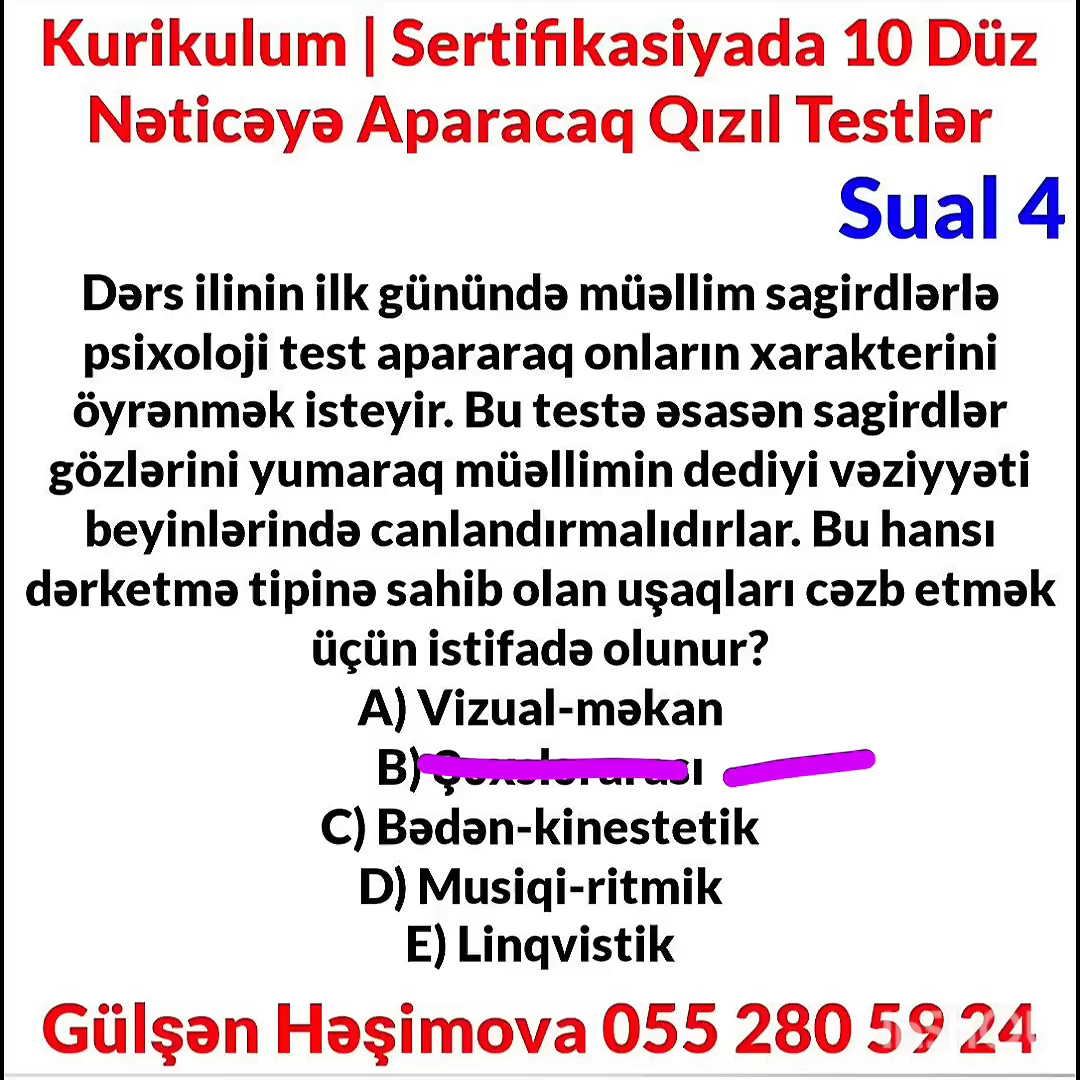 Kurikulum | Sertifikasiyada 10 Düz
Nəticəyə Aparacaq Qızıl Testlər
Sual 4
Dərs ilinin ilk günündə müəllim sagirdlərlə
psixoloji test apararaq onların xarakterini
öyrənmək isteyir. Bu testə əsasən sagirdlər
gözlərini yumaraq müəllimin dediyi vəziyyəti
beyinlərində canlandırmalıdırlar. Bu hansı
dərketmə tipinə sahib olan uşaqları cəzb etmək
üçün istifadə olunur?
A) Vizual-məkan
B)
C) Bədən-kinestetik
D) Musiqi-ritmik
E) Linqvistik
Gülşən Həşimova 055 280 59 24